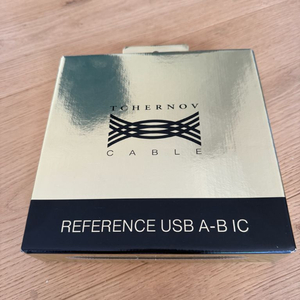 TCHERNOV
CABLE
REFERENCE USB A-B IC